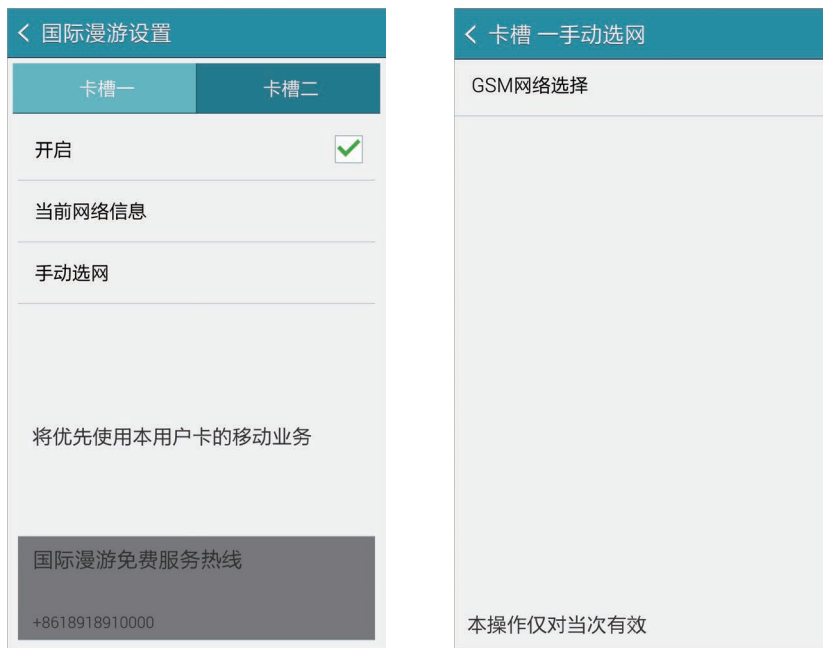 国际漫游设置
卡槽一
卡槽二
开启
当前网络信息
手动选网
将优先使用本用户卡的移动业务
国际漫游免费服务热线
+8618918910000
卡槽 一手动选网
GSM网络选择
本操作仅对当次有效